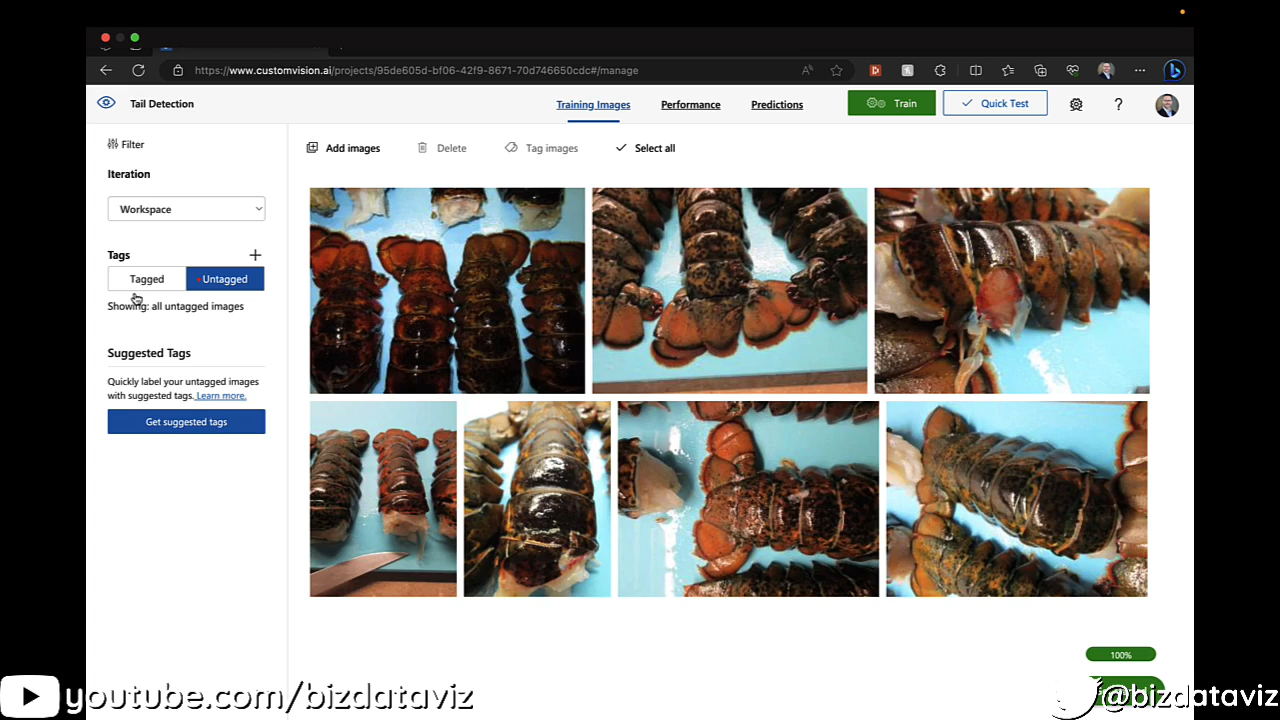 https://www.customvision.ai/projects/95de605d-bf06-42f9-8671-70d746650cdc#/manage
Tail Detection
Training Images
Performance
Predictions
Train
Quick Test
?
Filter
Add images
Delete
Tag images
Select all
Iteration
Workspace
Tags
Tagged
Untagged
Showing: all untagged images
Suggested Tags
Quickly label your untagged images
with suggested tags. Learn more.
Get suggested tags
100%
youtube.com/bizdataviz
@bizdataviz